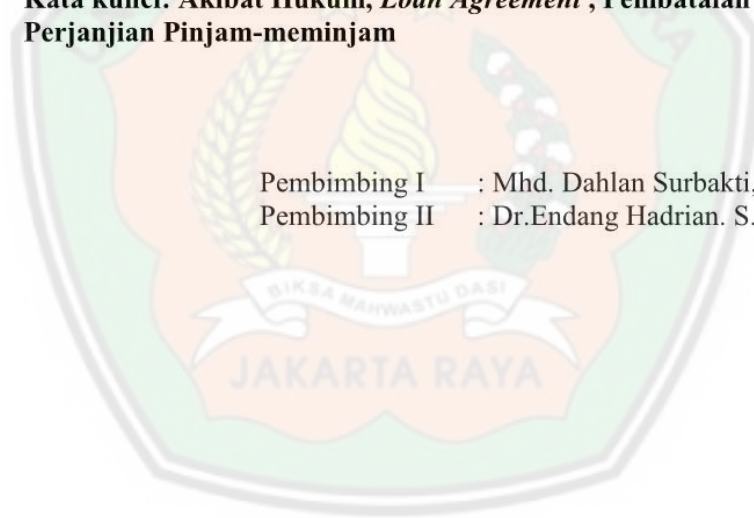 Kata kunci: Akibat Hukum, Loan Agreement , Pembatalan
Perjanjian Pinjam-meminjam
Pembimbing I : Mhd. Dahlan Surbakti,
Pembimbing II : Dr.Endang Hadrian. S.
BIKSA MAHWASTU DASI
JAKARTA RAYA